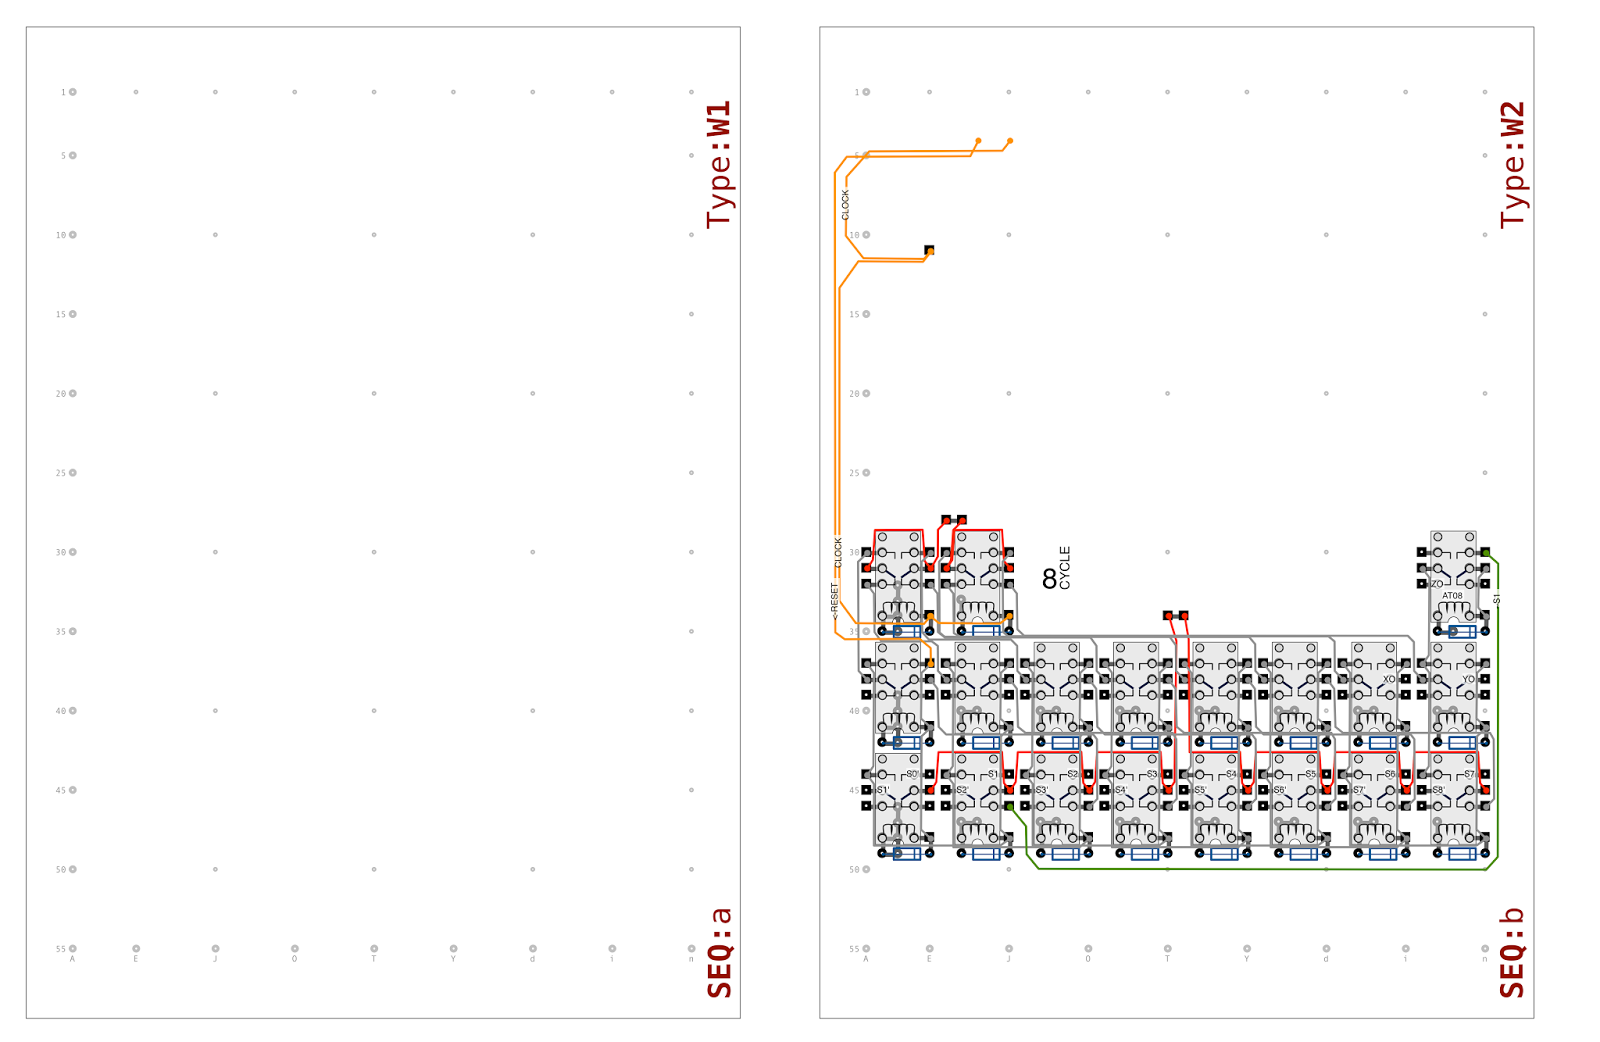 Type:W1
1
5
10
15
20
25
30
35
40
45
50
55
A E J O T Y d i n
SEQ:a
Type:W2
1
5
CLOCK
10
15
20
25
30
CLOCK
<-RESET
8
CYCLE
ZO
AT08
S1
35
XO
YO
40
S0'
S1
S2
S3
S4
S5
S6
S7
45
S1'
S2'
S3'
S4'
S5'
S6'
S7'
S8'
50
55
A E J O T Y d i n
SEQ:b